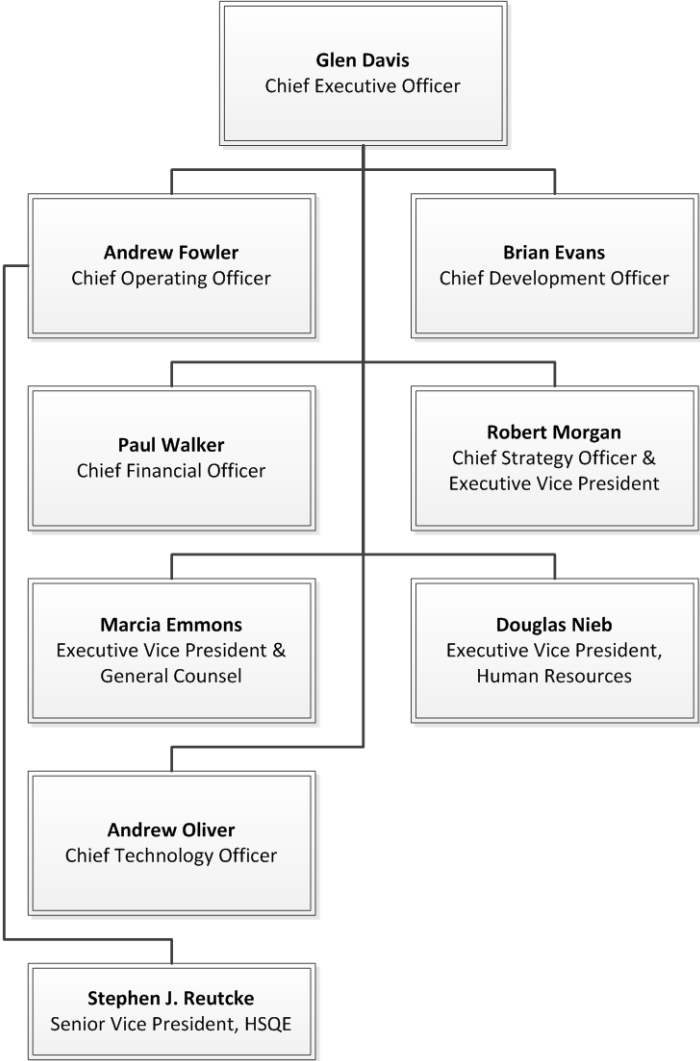 Glen Davis
Chief Executive Officer
Andrew Fowler
Chief Operating Officer
Brian Evans
Chief Development Officer
Paul Walker
Chief Financial Officer
Robert Morgan
Chief Strategy Officer &
Executive Vice President
Marcia Emmons
Executive Vice President &
General Counsel
Douglas Nieb
Executive Vice President,
Human Resources
Andrew Oliver
Chief Technology Officer
Stephen J. Reutcke
Senior Vice President, HSQE